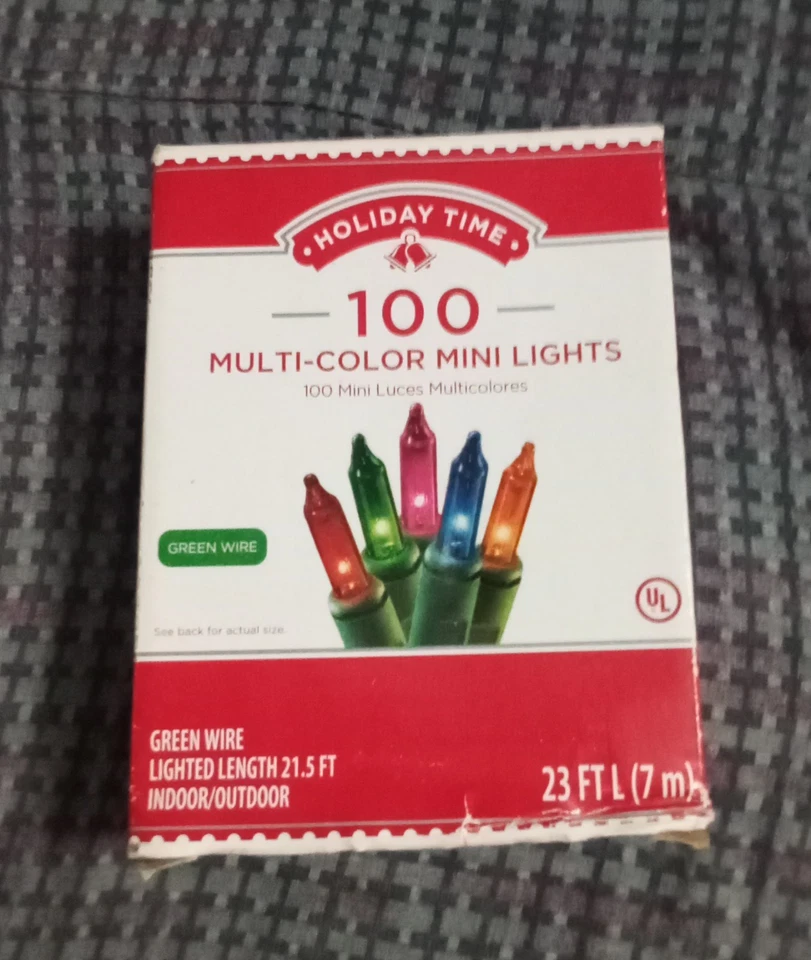 HOLIDAY TIME
100
MULTI-COLOR MINI LIGHTS
100 Mini Luces Multicolores
GREEN WIRE
UL
See back for actual size.
GREEN WIRE
LIGHTED LENGTH 21.5 FT
INDOOR/OUTDOOR
23 FT L (7 m)